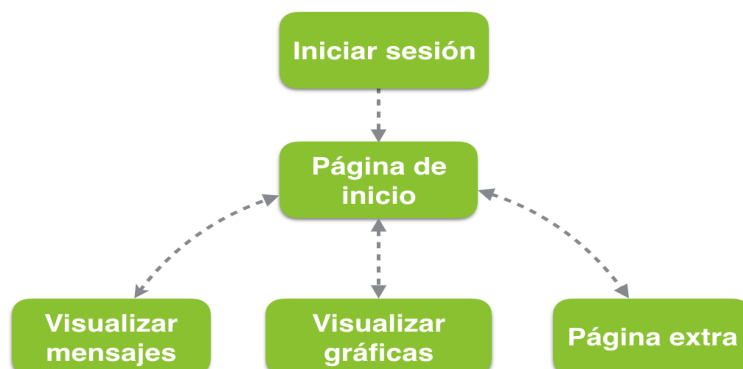 Iniciar sesión
Página de
inicio
Visualizar
mensajes
Visualizar
gráficas
Página extra